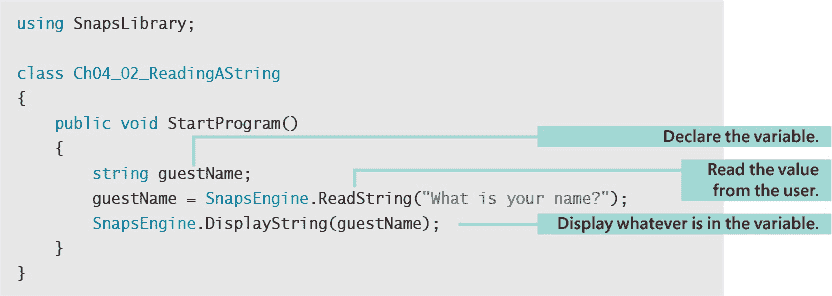 using SnapsLibrary;
class Ch04_02_ReadingAString
{
public void StartProgram()
{
string guestName;
guestName = SnapsEngine.ReadString("What is your name?");
SnapsEngine.DisplayString(guestName);
}
}
Declare the variable.
Read the value
from the user.
Display whatever is in the variable.